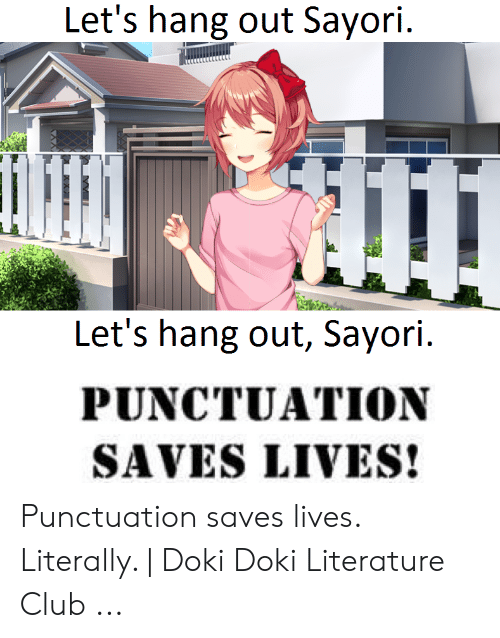 Let's hang out Sayori.
Let's hang out, Sayori.
PUNCTUATION
SAVES LIVES!
Punctuation saves lives.
Literally. | Doki Doki Literature
Club ...